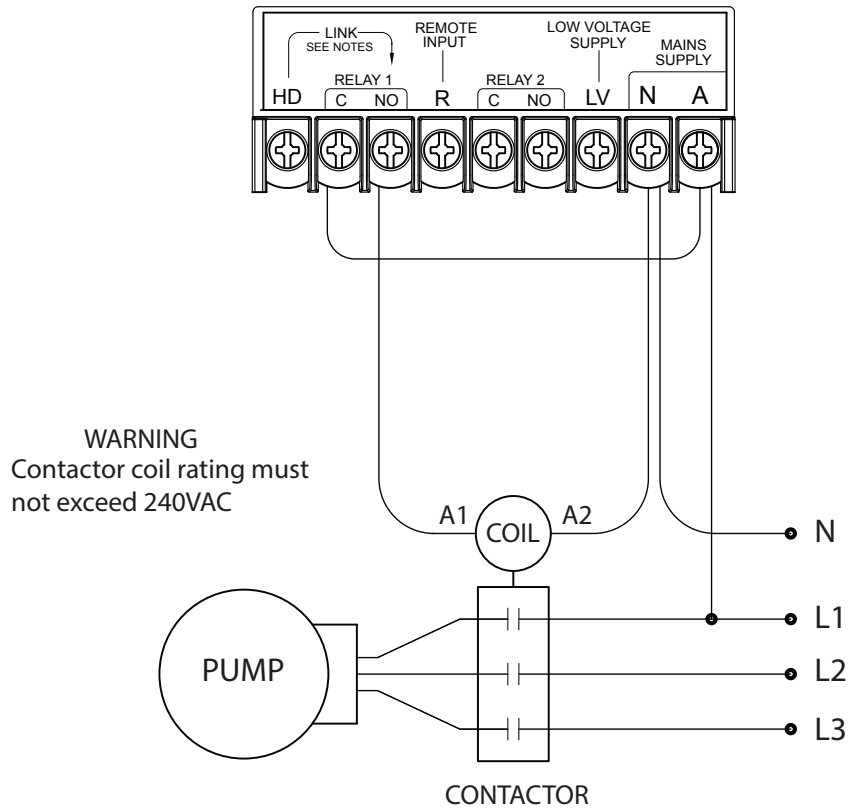 LINK
SEE NOTES
REMOTE
INPUT
LOW VOLTAGE
SUPPLY
MAINS
SUPPLY
RELAY 1
RELAY 2
HD C NO R C NO LV N A
WARNING
Contactor coil rating must
not exceed 240VAC
A1 COIL A2
N
L1
PUMP
L2
L3
CONTACTOR